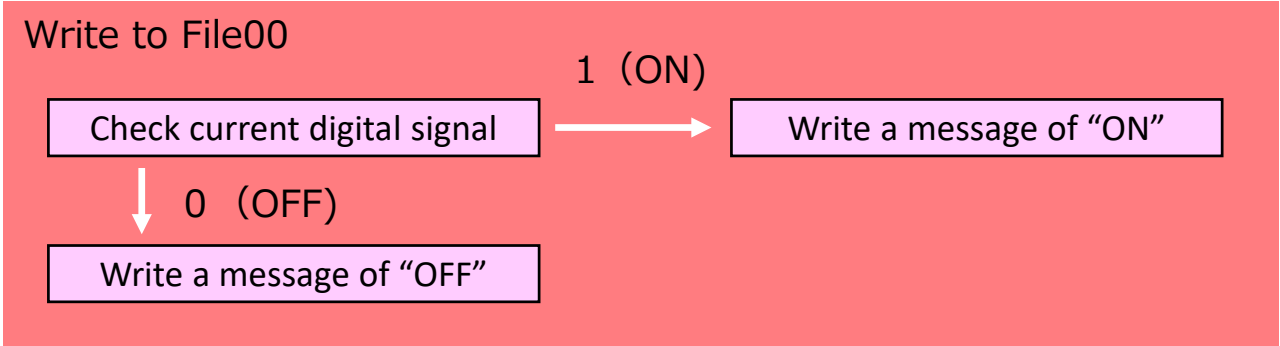 Write to File00
1（ON)
Check current digital signal
Write a message of “ON”
0（OFF)
Write a message of “OFF”